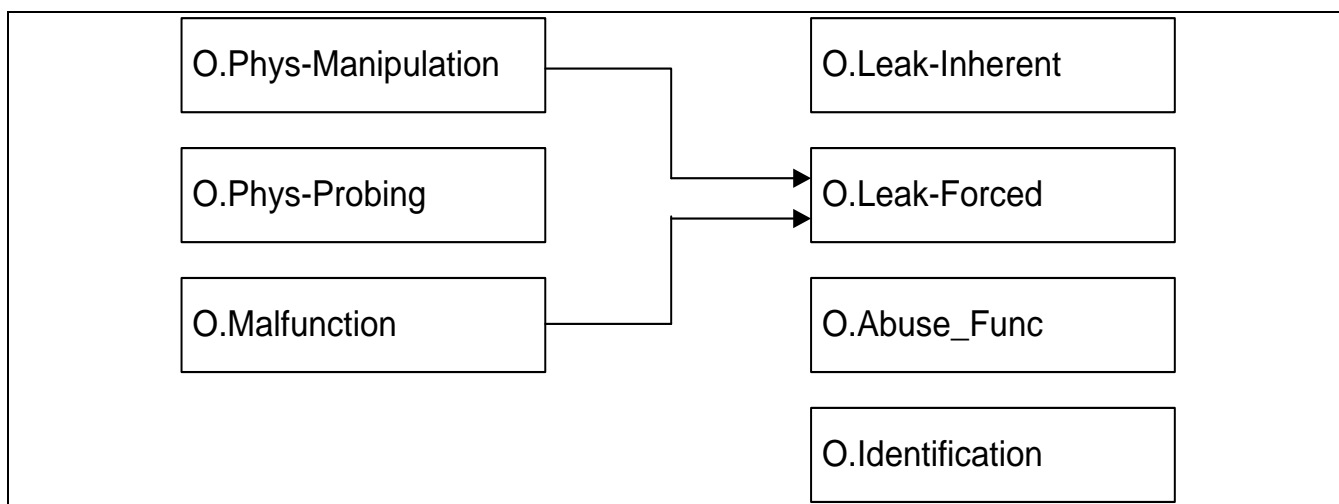 O.Phys-Manipulation
O.Leak-Inherent
O.Phys-Probing
O.Leak-Forced
O.Malfunction
O.Abuse_Func
O.Identification